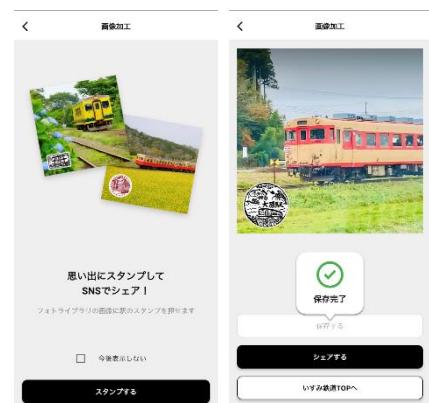 画像加工
思い出にスタンプして
SNSでシェア！
フォトライブラリの画像に駅のスタンプを押せます
今後表示しない
スタンプする
画像加工
大原駅
保存完了
保存する
シェアする
いすみ鉄道TOPへ